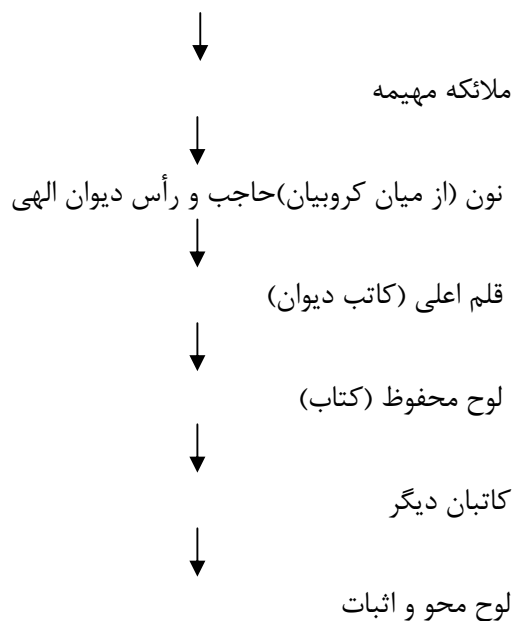 ملائكه مهیمه
نون (از میان کروبیان)حاجب و رأس دیوان الهی
قلم اعلی (کاتب دیوان)
لوح محفوظ (کتاب)
کاتبان دیگر
لوح محو و اثبات